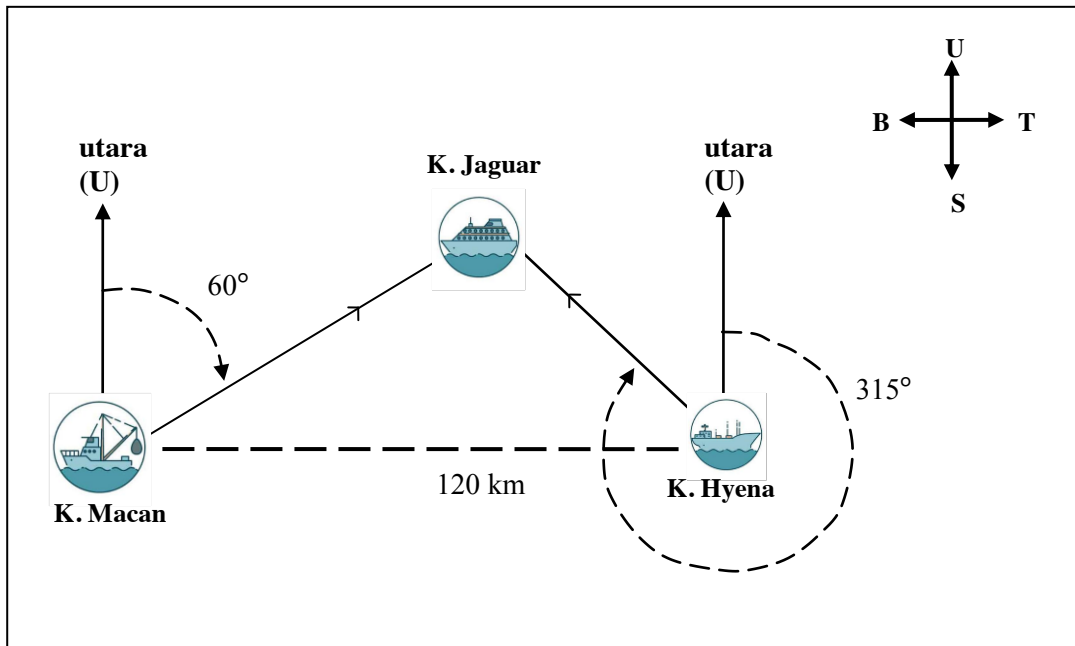 U
B
T
S
utara
(U)
K. Jaguar
utara
(U)
60°
315°
120 km
K. Macan
K. Hyena